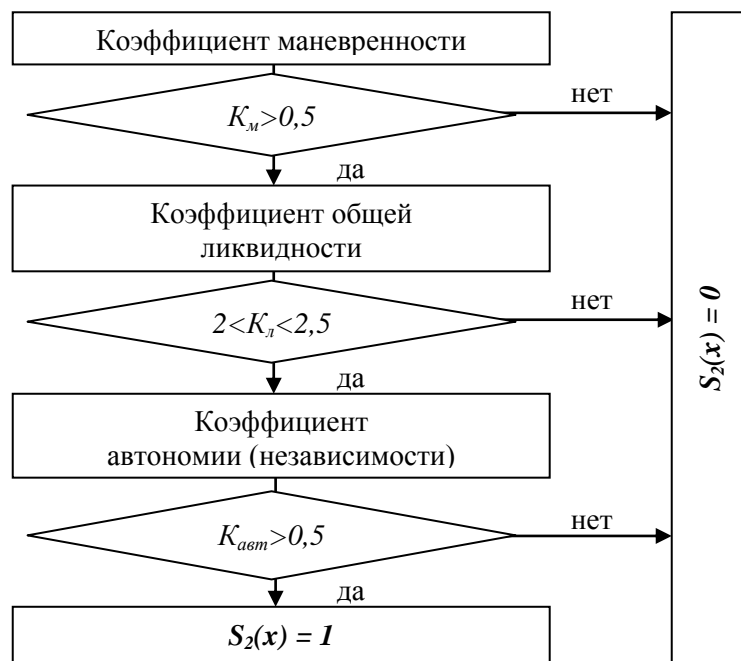 Коэффициент маневренности
нет
Kм>0,5
да
Коэффициент общей
ликвидности
нет
2<Kл<2,5
да
Коэффициент
автономии (независимости)
нет
Kавт>0,5
да
S₂(x) = 1
S₂(x) = 0